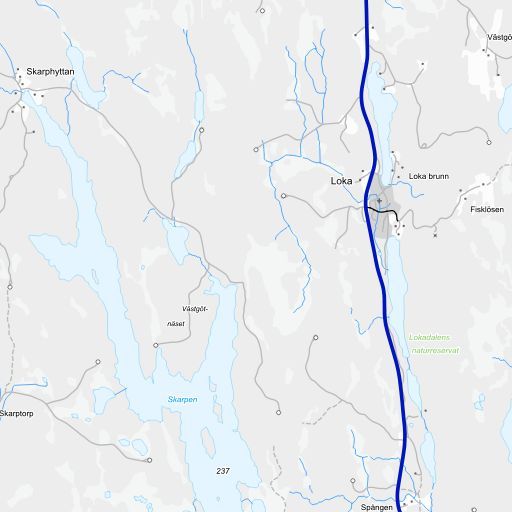 Västgö
Skarphyttan
Loka brunn
Loka
Fisklösen
Västgöt-
näset
Lokadalens
naturreservat
Skarpen
Skarptorp
237
Spången